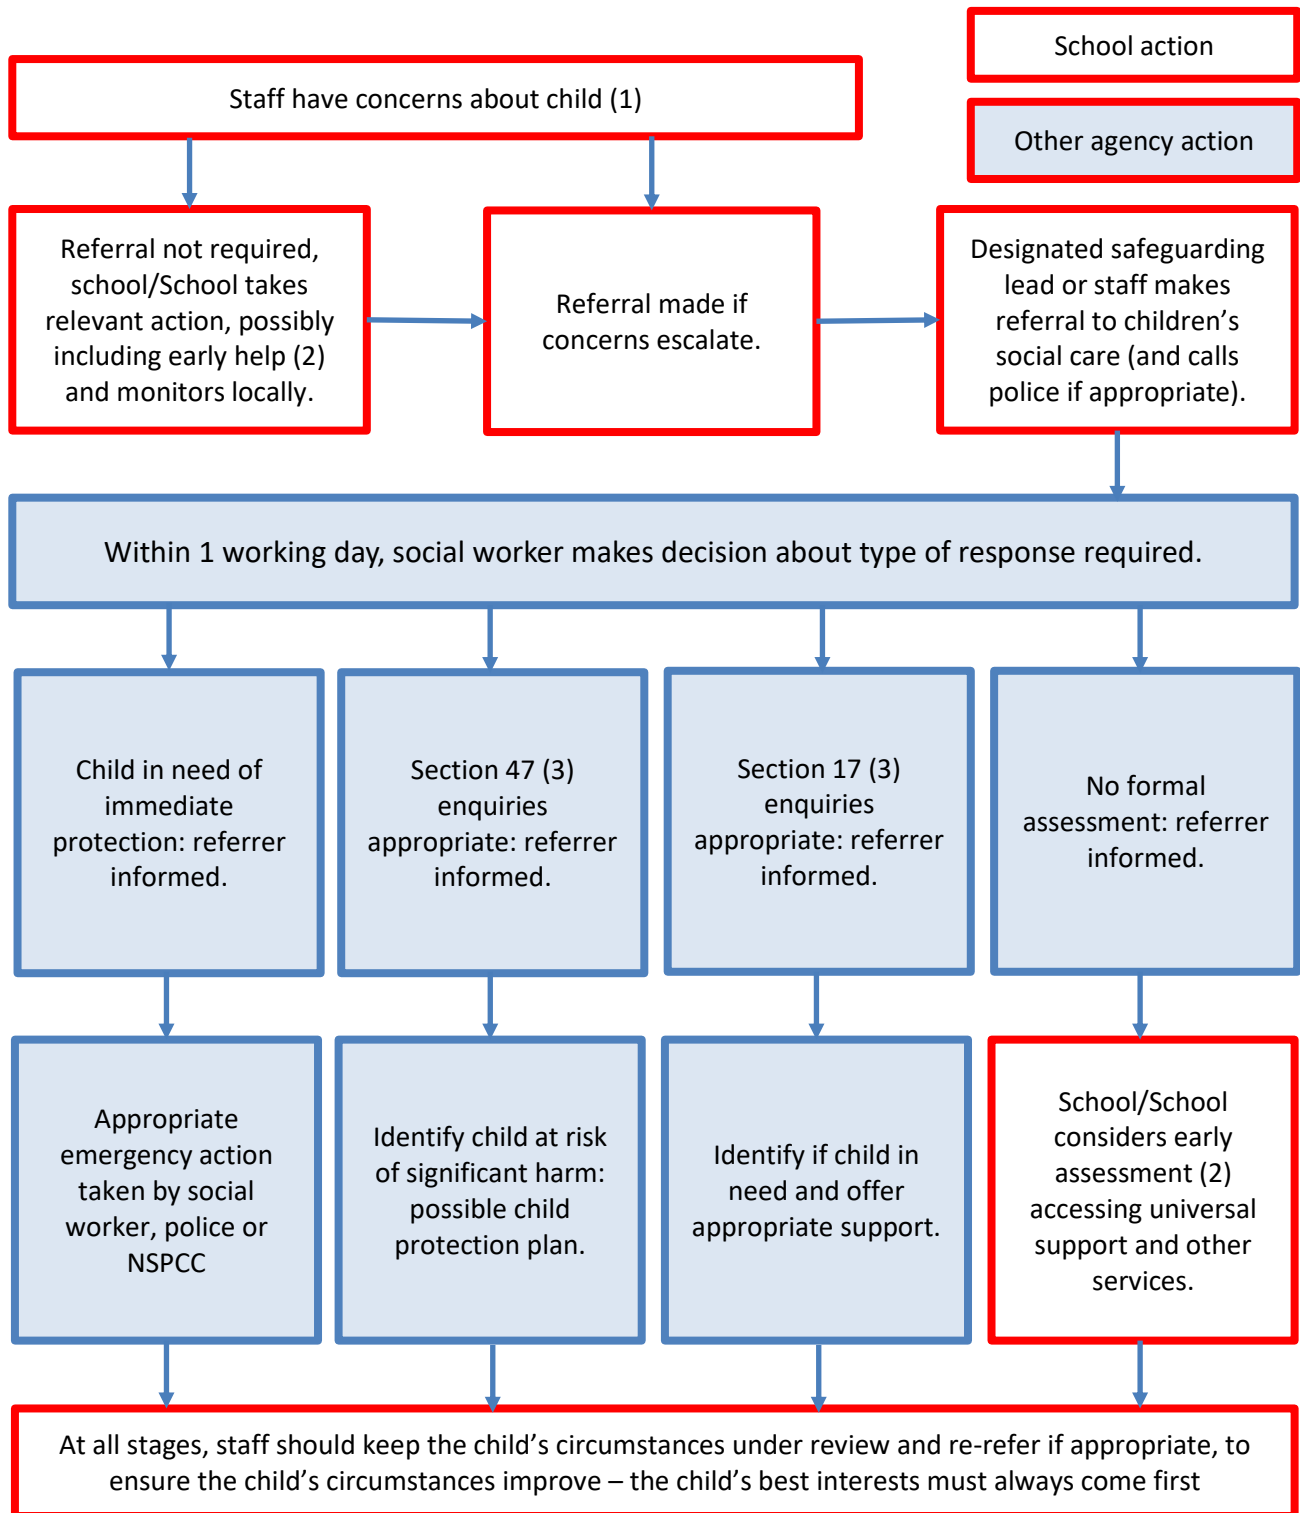 School action
Staff have concerns about child (1)
Other agency action
Referral not required,
school/School takes
relevant action, possibly
including early help (2)
and monitors locally.
Referral made if
concerns escalate.
Designated safeguarding
lead or staff makes
referral to children’s
social care (and calls
police if appropriate).
Within 1 working day, social worker makes decision about type of response required.
Child in need of
immediate
protection: referrer
informed.
Section 47 (3)
enquiries
appropriate: referrer
informed.
Section 17 (3)
enquiries
appropriate: referrer
informed.
No formal
assessment: referrer
informed.
Appropriate
emergency action
taken by social
worker, police or
NSPCC
Identify child at risk
of significant harm:
possible child
protection plan.
Identify if child in
need and offer
appropriate support.
School/School
considers early
assessment (2)
accessing universal
support and other
services.
At all stages, staff should keep the child’s circumstances under review and re-refer if appropriate, to
ensure the child’s circumstances improve – the child’s best interests must always come first